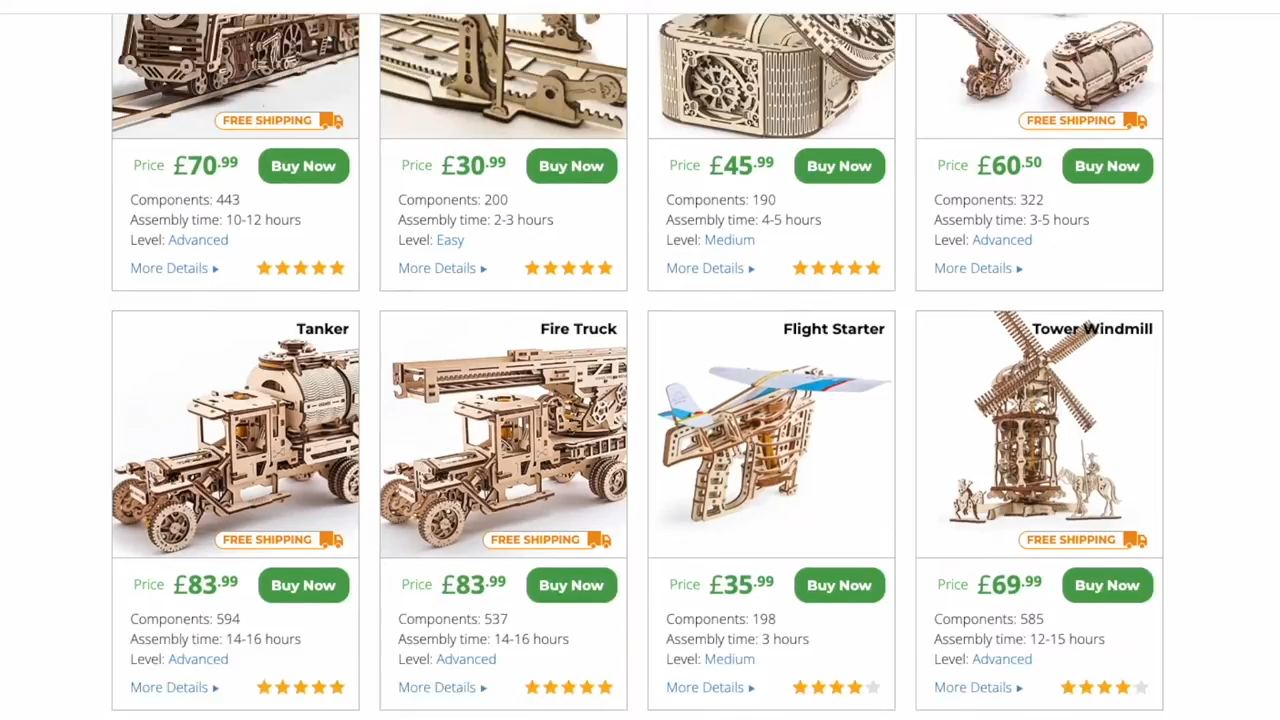 FREE SHIPPING
FREE SHIPPING
Price £70.99 Buy Now
Components: 443
Assembly time: 10-12 hours
Level: Advanced
More Details ▸
Price £30.99 Buy Now
Components: 200
Assembly time: 2-3 hours
Level: Easy
More Details ▸
Price £45.99 Buy Now
Components: 190
Assembly time: 4-5 hours
Level: Medium
More Details ▸
Price £60.50 Buy Now
Components: 322
Assembly time: 3-5 hours
Level: Advanced
More Details ▸
Tanker
FREE SHIPPING
Price £83.99 Buy Now
Components: 594
Assembly time: 14-16 hours
Level: Advanced
More Details ▸
Fire Truck
FREE SHIPPING
Price £83.99 Buy Now
Components: 537
Assembly time: 14-16 hours
Level: Advanced
More Details ▸
Flight Starter
Price £35.99 Buy Now
Components: 198
Assembly time: 3 hours
Level: Medium
More Details ▸
Tower Windmill
FREE SHIPPING
Price £69.99 Buy Now
Components: 585
Assembly time: 12-15 hours
Level: Advanced
More Details ▸